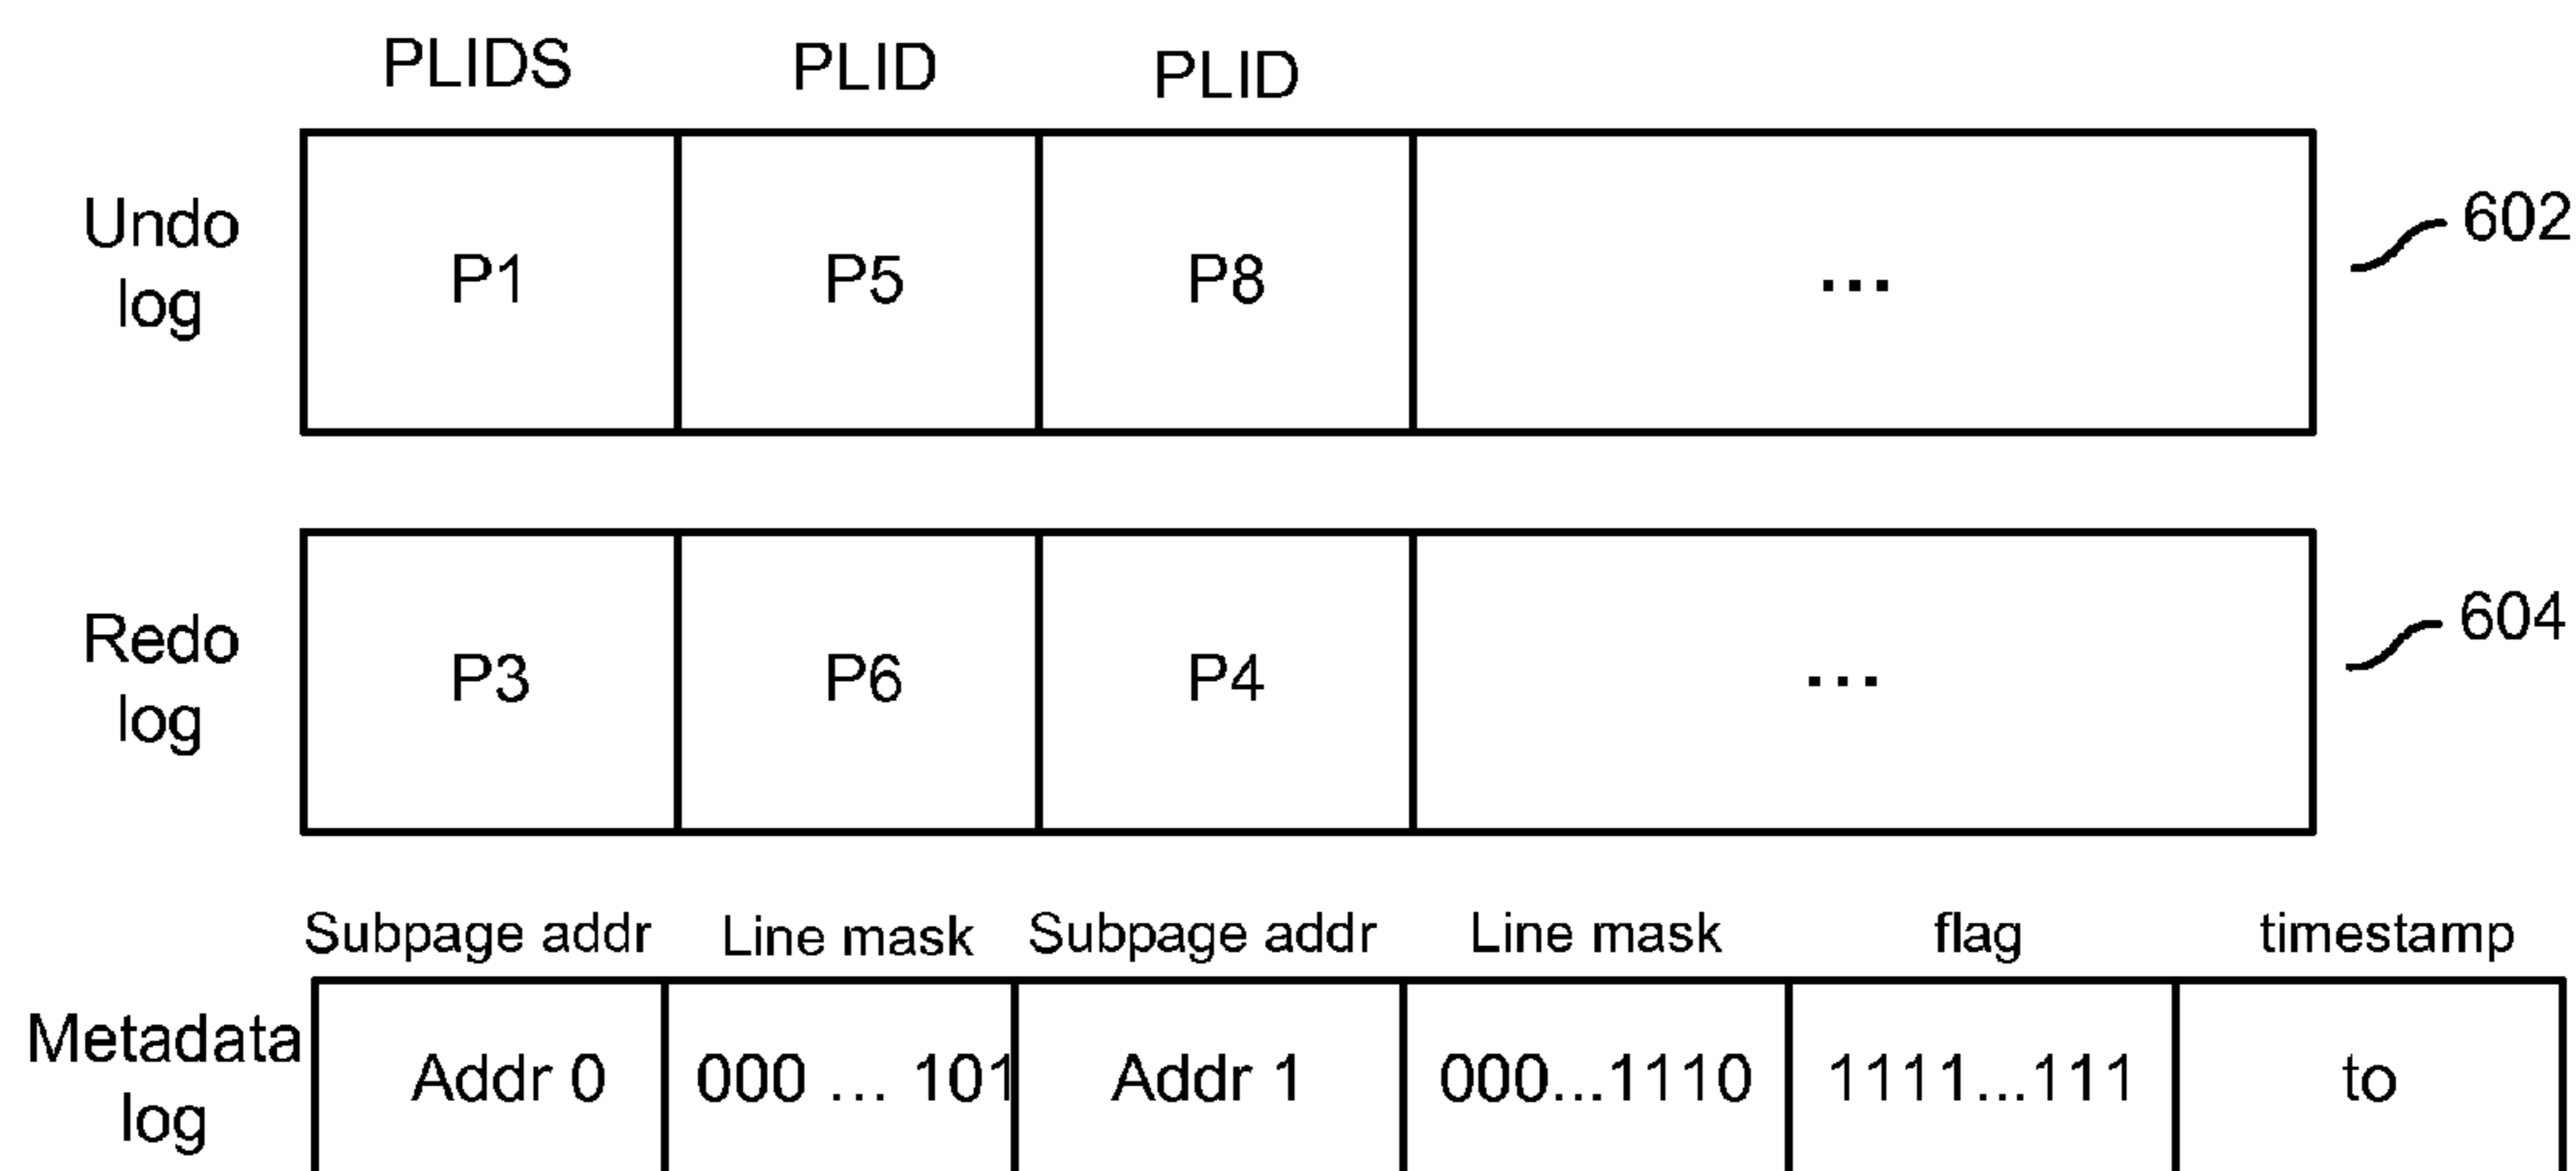 PLIDS PLID PLID
Undo log P1 P5 P8 ... 602
Redo log P3 P6 P4 ... 604
Subpage addr Line mask Subpage addr Line mask flag timestamp
Metadata log Addr 0 000 ... 101 Addr 1 000...1110 1111...111 to